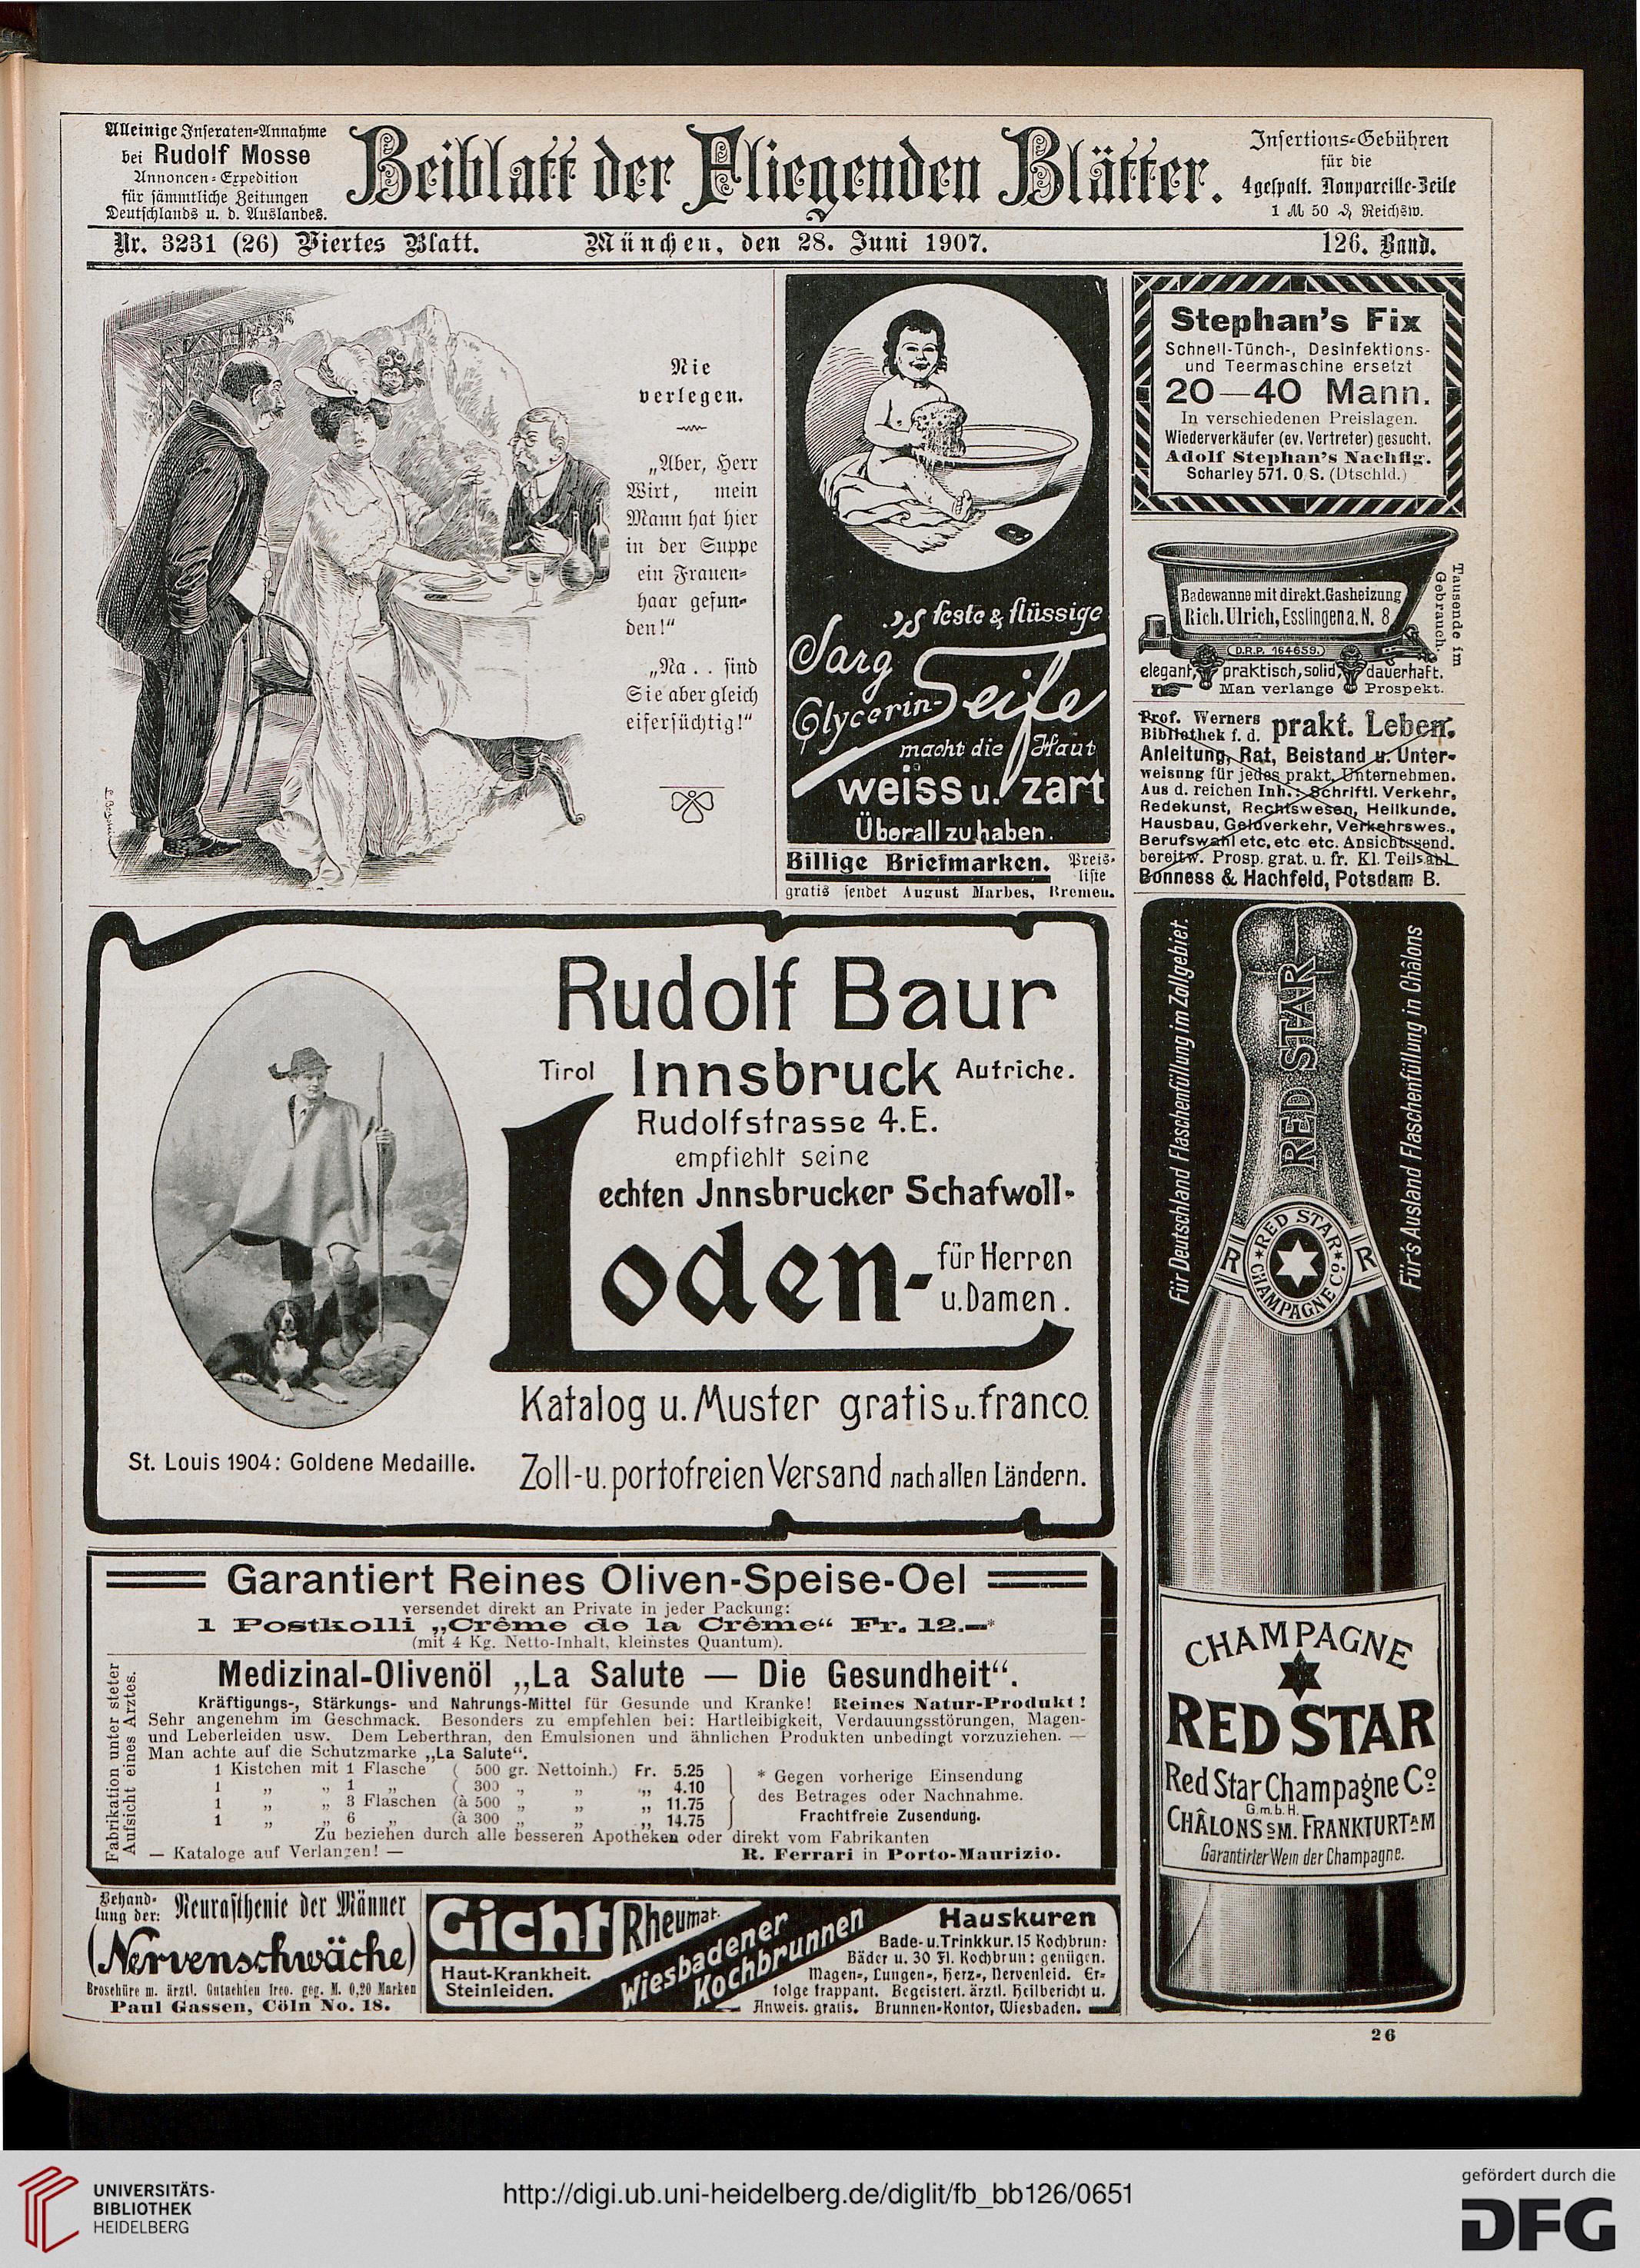 Alleinige Inseraten-Annahme
bei Rudolf Mosse
Annoncen-Expedition
für sämmtliche Zeitungen
Deutschlands u. d. Auslandes.
Beiblatt der Fliegenden Blätter.
Insertions-Gebühren
für die
4gespalt. Nonpareille-Zeile
1 M 50 ₰ Reichsw.
Nr. 3231 (26) Viertes Blatt.
München, den 28. Juni 1907.
126. Band.
Nie
verlegen.
„Aber, Herr
Wirt, mein
Mann hat hier
in der Suppe
ein Frauen-
haar gefun-
den!“
„Na . . sind
Sie aber gleich
eifersüchtig!“
's feste & flüssige
Sarg
Glycerin-Seife
macht die Haut
weiss u. zart
Überall zu haben.
Billige Briefmarken. Preis-
liste
gratis sendet August Marbes, Bremen.
Stephan's Fix
Schnell-Tünch-, Desinfektions-
und Teermaschine ersetzt
20—40 Mann.
In verschiedenen Preislagen.
Wiederverkäufer (ev. Vertreter) gesucht.
Adolf Stephan's Nachflg.
Scharley 571. O.S. (Dtschld.)
Badewanne mit direkt.Gasheizung
Rich.Ulrich, Esslingen a. N. 8
D.R.P. 164659.
Tausende im
Gebrauch.
elegant, praktisch, solid, dauerhaft.
Man verlange Prospekt.
Prof. Werners
Bibliothek f. d. prakt. Leben.
Anleitung, Rat, Beistand u. Unter-
weisung für jedes prakt. Unternehmen.
Aus d. reichen Inh.: Schriftl. Verkehr,
Redekunst, Rechtswesen, Heilkunde,
Hausbau, Geldverkehr, Verkehrswes.,
Berufswahl etc. etc. etc. Ansichtssend.
bereitw. Prosp. grat. u. fr. Kl. Teilzahl.
Bonness & Hachfeld, Potsdam B.
Rudolf Baur
Tirol Innsbruck Autriche.
Rudolfstrasse 4.E.
empfiehlt seine
echten Jnnsbrucker Schafwoll-
Loden- für Herren
u. Damen.
Katalog u. Muster gratis u. franco.
St. Louis 1904: Goldene Medaille.
Zoll-u. portofreien Versand nach allen Ländern.
Für Deutschland Flaschenfüllung im Zollgebiet.
Für's Ausland Flaschenfüllung in Châlons
RED STAR
R RED STAR R
CHAMPAGNE Co.
CHAMPAGNE
RED STAR
Red Star Champagne Co.
G.m.b.H.
CHÂLONS s M. FRANKFURT a M
Garantirter Wein der Champagne.
Garantiert Reines Oliven-Speise-Oel
versendet direkt an Private in jeder Packung:
1 Postkolli „Crême de la Crême“ Fr. 12.—*
(mit 4 Kg. Netto-Inhalt, kleinstes Quantum).
Fabrikation unter steter
Aufsicht eines Arztes.
Medizinal-Olivenöl „La Salute — Die Gesundheit“.
Kräftigungs-, Stärkungs- und Nahrungs-Mittel für Gesunde und Kranke! Reines Natur-Produkt!
Sehr angenehm im Geschmack. Besonders zu empfehlen bei: Hartleibigkeit, Verdauungsstörungen, Magen-
und Leberleiden usw. Dem Leberthran, den Emulsionen und ähnlichen Produkten unbedingt vorzuziehen. —
Man achte auf die Schutzmarke „La Salute“.
1 Kistchen mit 1 Flasche ( 500 gr. Nettoinh.) Fr. 5.25
1 „ „ 1 „ ( 300 „ „ „ 4.10
1 „ „ 3 Flaschen (à 500 „ „ „ 11.75
1 „ „ 6 „ (à 300 „ „ „ 14.75
* Gegen vorherige Einsendung
des Betrages oder Nachnahme.
Frachtfreie Zusendung.
Zu beziehen durch alle besseren Apotheken oder direkt vom Fabrikanten
— Kataloge auf Verlangen! — R. Ferrari in Porto-Maurizio.
Behand-
lung der: Neurasthenie der Männer
(Nervenschwäche)
Broschüre m. ärztl. Gutachten frco. geg. M. 0,20 Marken
Paul Gassen, Cöln No. 18.
Gicht Rheumat.
Haut-Krankheit.
Steinleiden.
Wiesbadener
Kochbrunnen
Hauskuren
Bade- u. Trinkkur. 15 Kochbrun:
Bäder u. 30 Fl. Kochbrun: genügen.
Magen-, Lungen-, Herz-, Nervenleid. Er-
folge frappant. Begeistert. ärztl. Heilbericht u.
Anweis. gratis. Brunnen-Kontor, Wiesbaden.
26
UNIVERSITÄTS-
BIBLIOTHEK
HEIDELBERG
http://digi.ub.uni-heidelberg.de/diglit/fb_bb126/0651
gefördert durch die
DFG